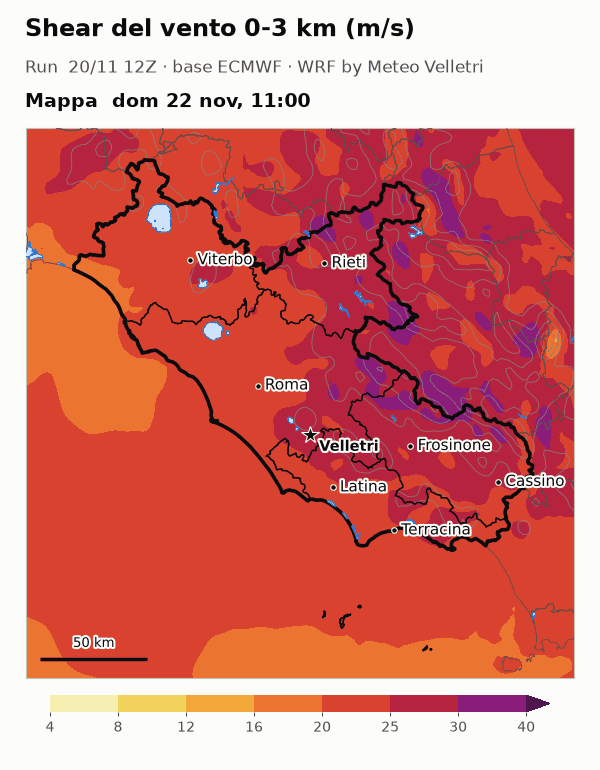 Shear del vento 0-3 km (m/s)
Run  20/11 12Z · base ECMWF · WRF by Meteo Velletri
Mappa  dom 22 nov, 11:00
Viterbo
Rieti
Roma
Velletri
Frosinone
Cassino
Latina
Terracina
50 km
4 8 12 16 20 25 30 40